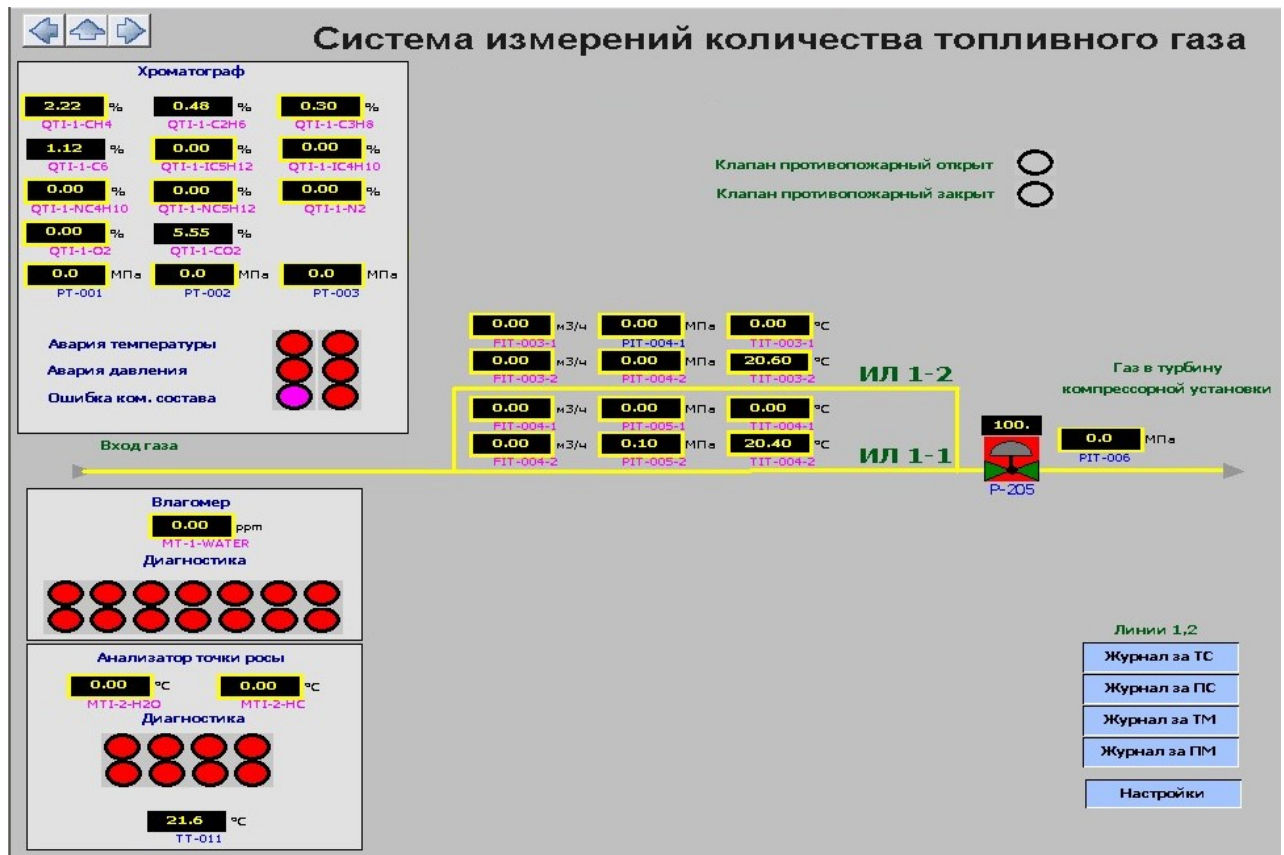 Система измерений количества топливного газа
Хроматограф
2.22 % 0.48 % 0.30 %
QTI-1-CH4 QTI-1-C2H6 QTI-1-C3H8
1.12 % 0.00 % 0.00 %
QTI-1-C6 QTI-1-IC5H12 QTI-1-IC4H10
0.00 % 0.00 % 0.00 %
QTI-1-NC4H10 QTI-1-NC5H12 QTI-1-N2
0.00 % 5.55 %
QTI-1-O2 QTI-1-CO2
0.0 МПа 0.0 МПа 0.0 МПа
PT-001 PT-002 PT-003
Авария температуры
Авария давления
Ошибка ком. состава
Клапан противопожарный открыт
Клапан противопожарный закрыт
0.00 м3/ч 0.00 МПа 0.00 °C
FIT-003-1 PIT-004-1 TIT-003-1
0.00 м3/ч 0.00 МПа 20.60 °C
FIT-003-2 PIT-004-2 TIT-003-2
ИЛ 1-2
0.00 м3/ч 0.00 МПа 0.00 °C
FIT-004-1 PIT-005-1 TIT-004-1
0.00 м3/ч 0.10 МПа 20.40 °C
FIT-004-2 PIT-005-2 TIT-004-2
ИЛ 1-1
Газ в турбину
компрессорной установки
100.
P-205
0.0 МПа
PIT-006
Вход газа
Влагомер
0.00 ppm
MT-1-WATER
Диагностика
Анализатор точки росы
0.00 °C 0.00 °C
MTI-2-H2O MTI-2-HC
Диагностика
21.6 °C
TT-011
Линии 1,2
Журнал за ТС
Журнал за ПС
Журнал за ТМ
Журнал за ПМ
Настройки